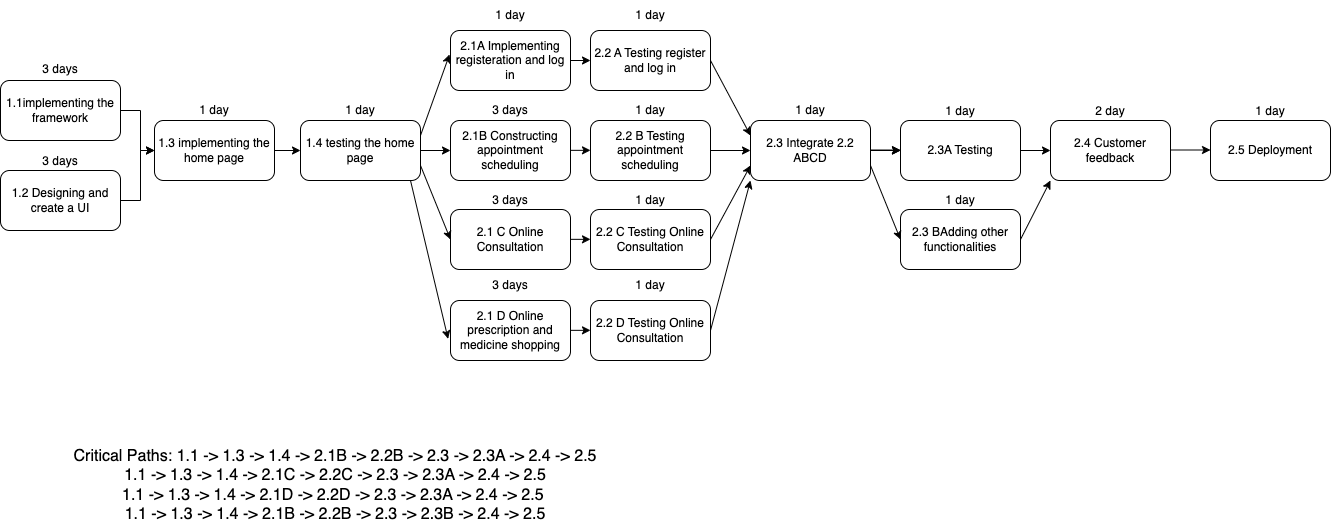 3 days
1.1implementing the
framework
3 days
1.2 Designing and
create a UI
1 day
1.3 implementing the
home page
1 day
1.4 testing the home
page
1 day
2.1A Implementing
registeration and log
in
1 day
2.2 A Testing register
and log in
3 days
2.1B Constructing
appointment
scheduling
1 day
2.2 B Testing
appointment
scheduling
3 days
2.1 C Online
Consultation
1 day
2.2 C Testing Online
Consultation
3 days
2.1 D Online
prescription and
medicine shopping
1 day
2.2 D Testing Online
Consultation
1 day
2.3 Integrate 2.2
ABCD
1 day
2.3A Testing
1 day
2.3 BAdding other
functionalities
2 day
2.4 Customer
feedback
1 day
2.5 Deployment
Critical Paths: 1.1 -> 1.3 -> 1.4 -> 2.1B -> 2.2B -> 2.3 -> 2.3A -> 2.4 -> 2.5
1.1 -> 1.3 -> 1.4 -> 2.1C -> 2.2C -> 2.3 -> 2.3A -> 2.4 -> 2.5
1.1 -> 1.3 -> 1.4 -> 2.1D -> 2.2D -> 2.3 -> 2.3A -> 2.4 -> 2.5
1.1 -> 1.3 -> 1.4 -> 2.1B -> 2.2B -> 2.3 -> 2.3B -> 2.4 -> 2.5